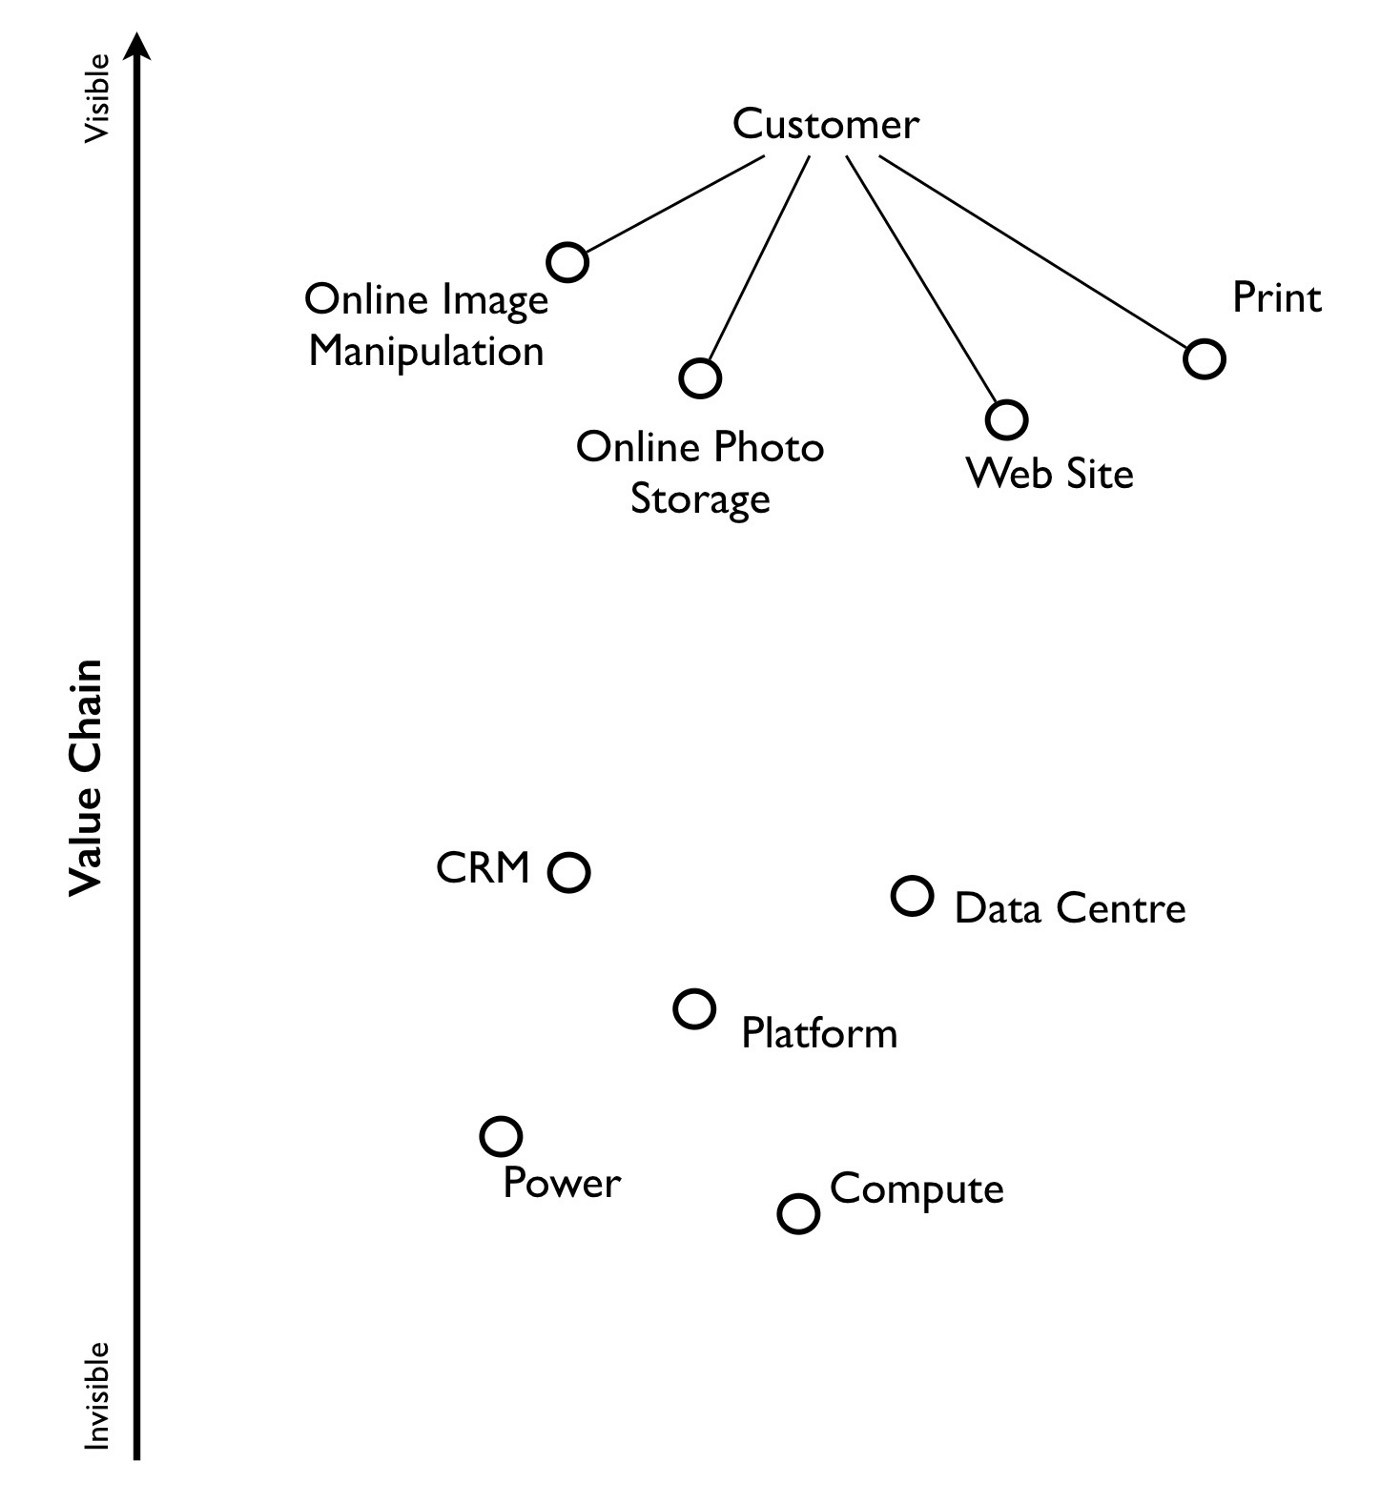 Visible
Customer
Online Image
Manipulation
Print
Online Photo
Storage
Web Site
Value Chain
CRM
Data Centre
Platform
Power
Compute
Invisible